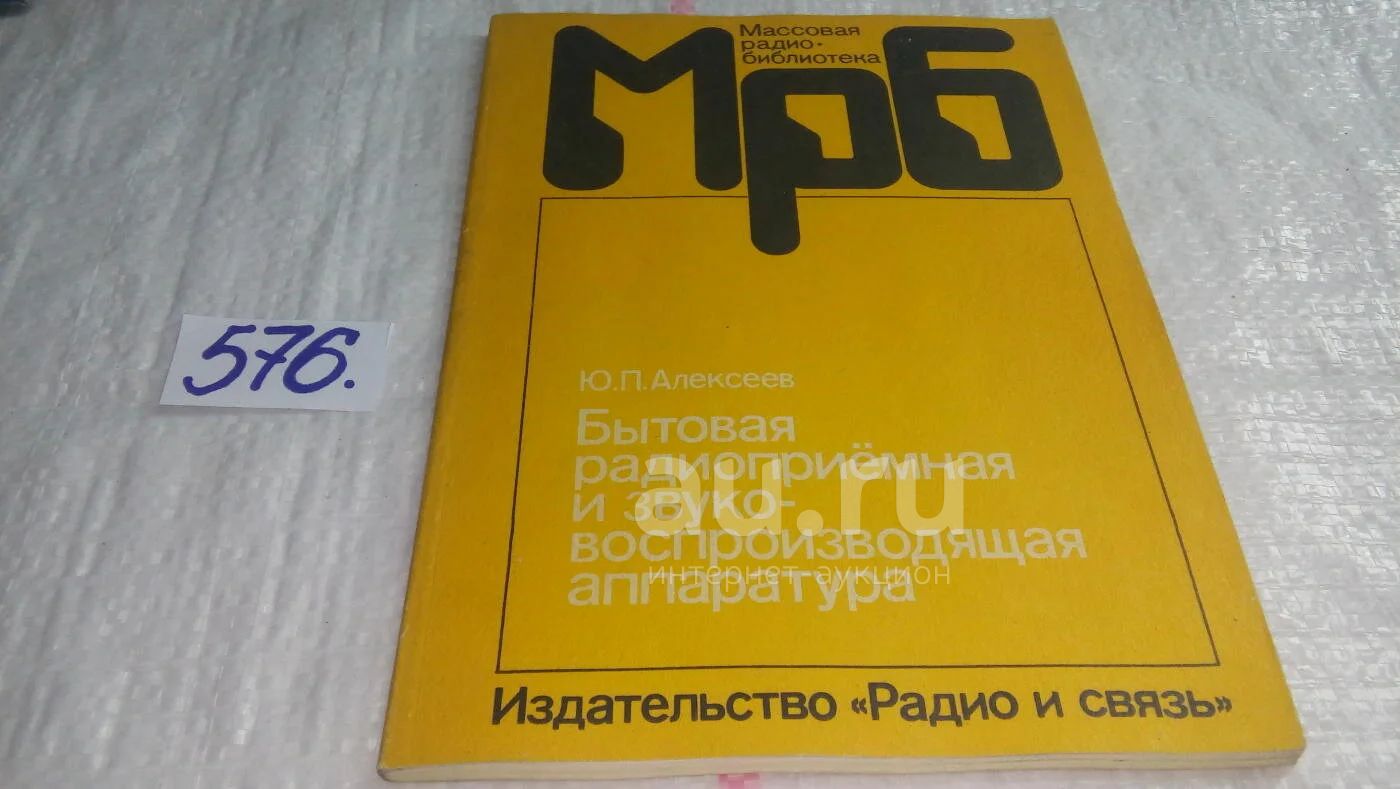 Массовая
радио-
библиотека
Мрб
576.
Ю.П.Алексеев
Бытовая
радиоприёмная
и звуко-
воспроизводящая
аппаратура
au.ru
интернет аукцион
Издательство «Радио и связь»